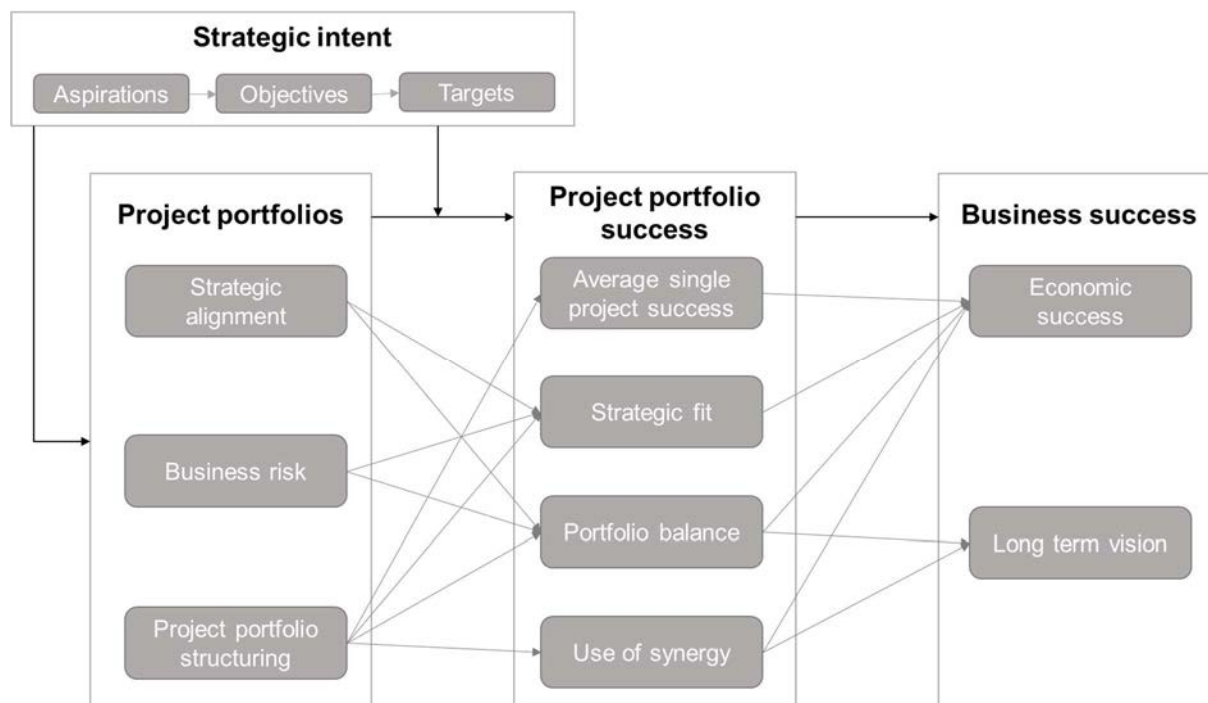 Strategic intent
Aspirations
Objectives
Targets
Project portfolios
Strategic
alignment
Business risk
Project portfolio
structuring
Project portfolio
success
Average single
project success
Strategic fit
Portfolio balance
Use of synergy
Business success
Economic
success
Long term vision